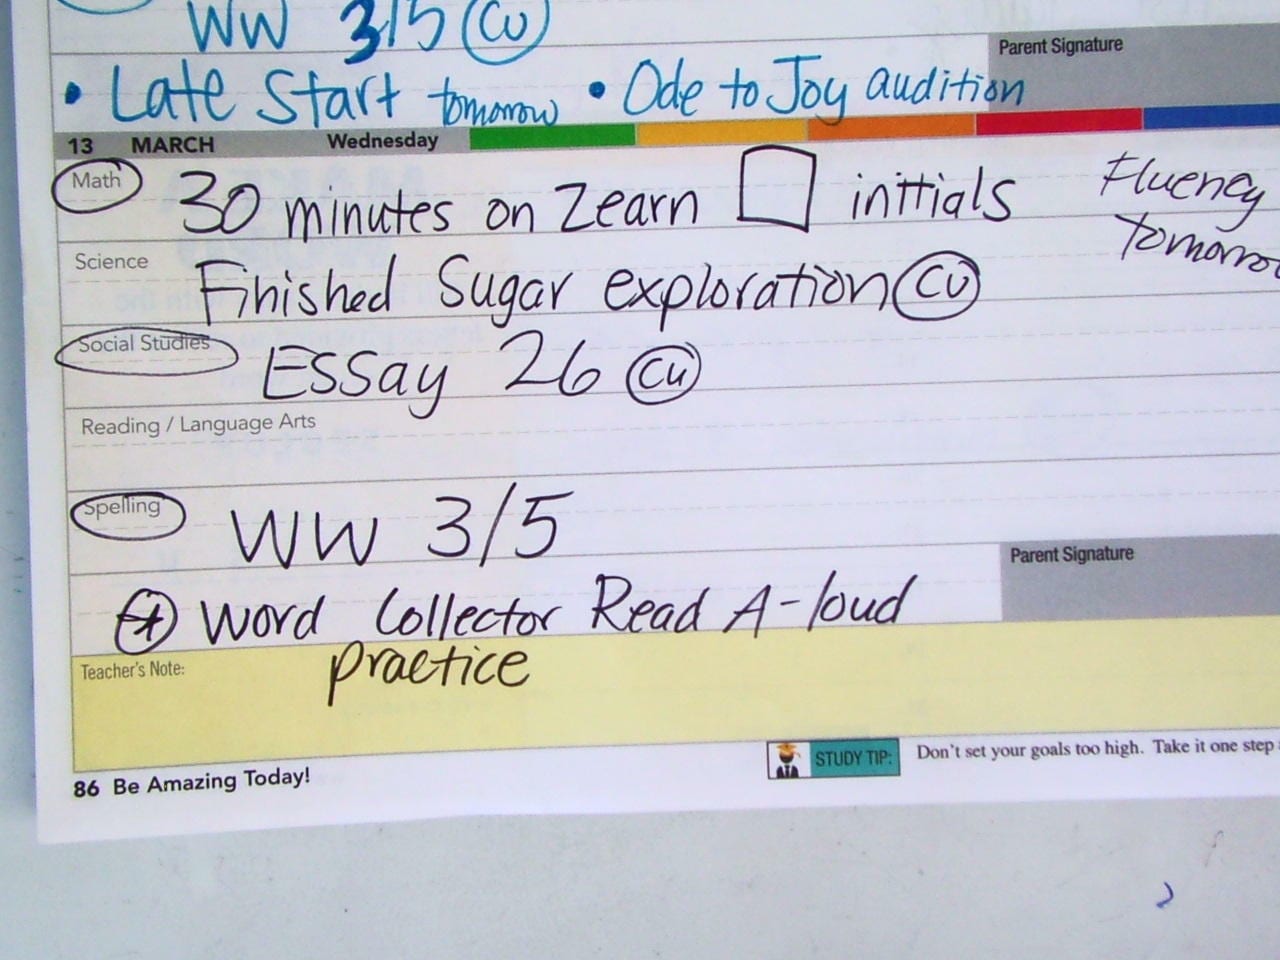 WW 3/5 CU
Parent Signature
• Late Start tomorrow • Ode to Joy audition
13 MARCH Wednesday
Math 30 minutes on Zearn initials Fluency
tomorrow
Science Finished Sugar exploration CU
Social Studies Essay 26 CU
Reading / Language Arts
Spelling WW 3/5
Parent Signature
Word Collector Read A-loud
practice
Teacher's Note:
STUDY TIP: Don't set your goals too high. Take it one step
86 Be Amazing Today!